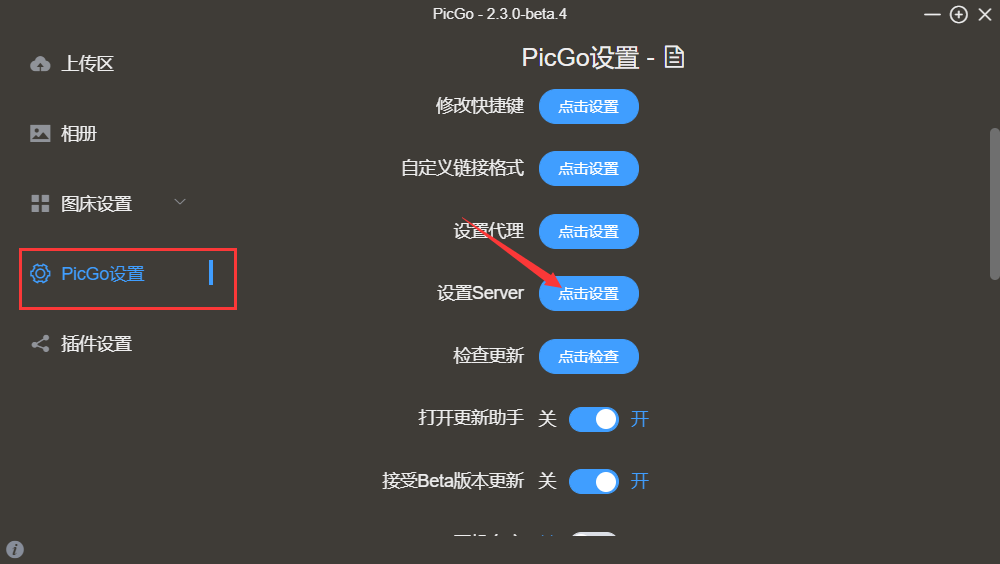 PicGo - 2.3.0-beta.4
上传区
相册
图床设置
PicGo设置
插件设置
PicGo设置 -
修改快捷键 点击设置
自定义链接格式 点击设置
设置代理 点击设置
设置Server 点击设置
检查更新 点击检查
打开更新助手 关 开
接受Beta版本更新 关 开